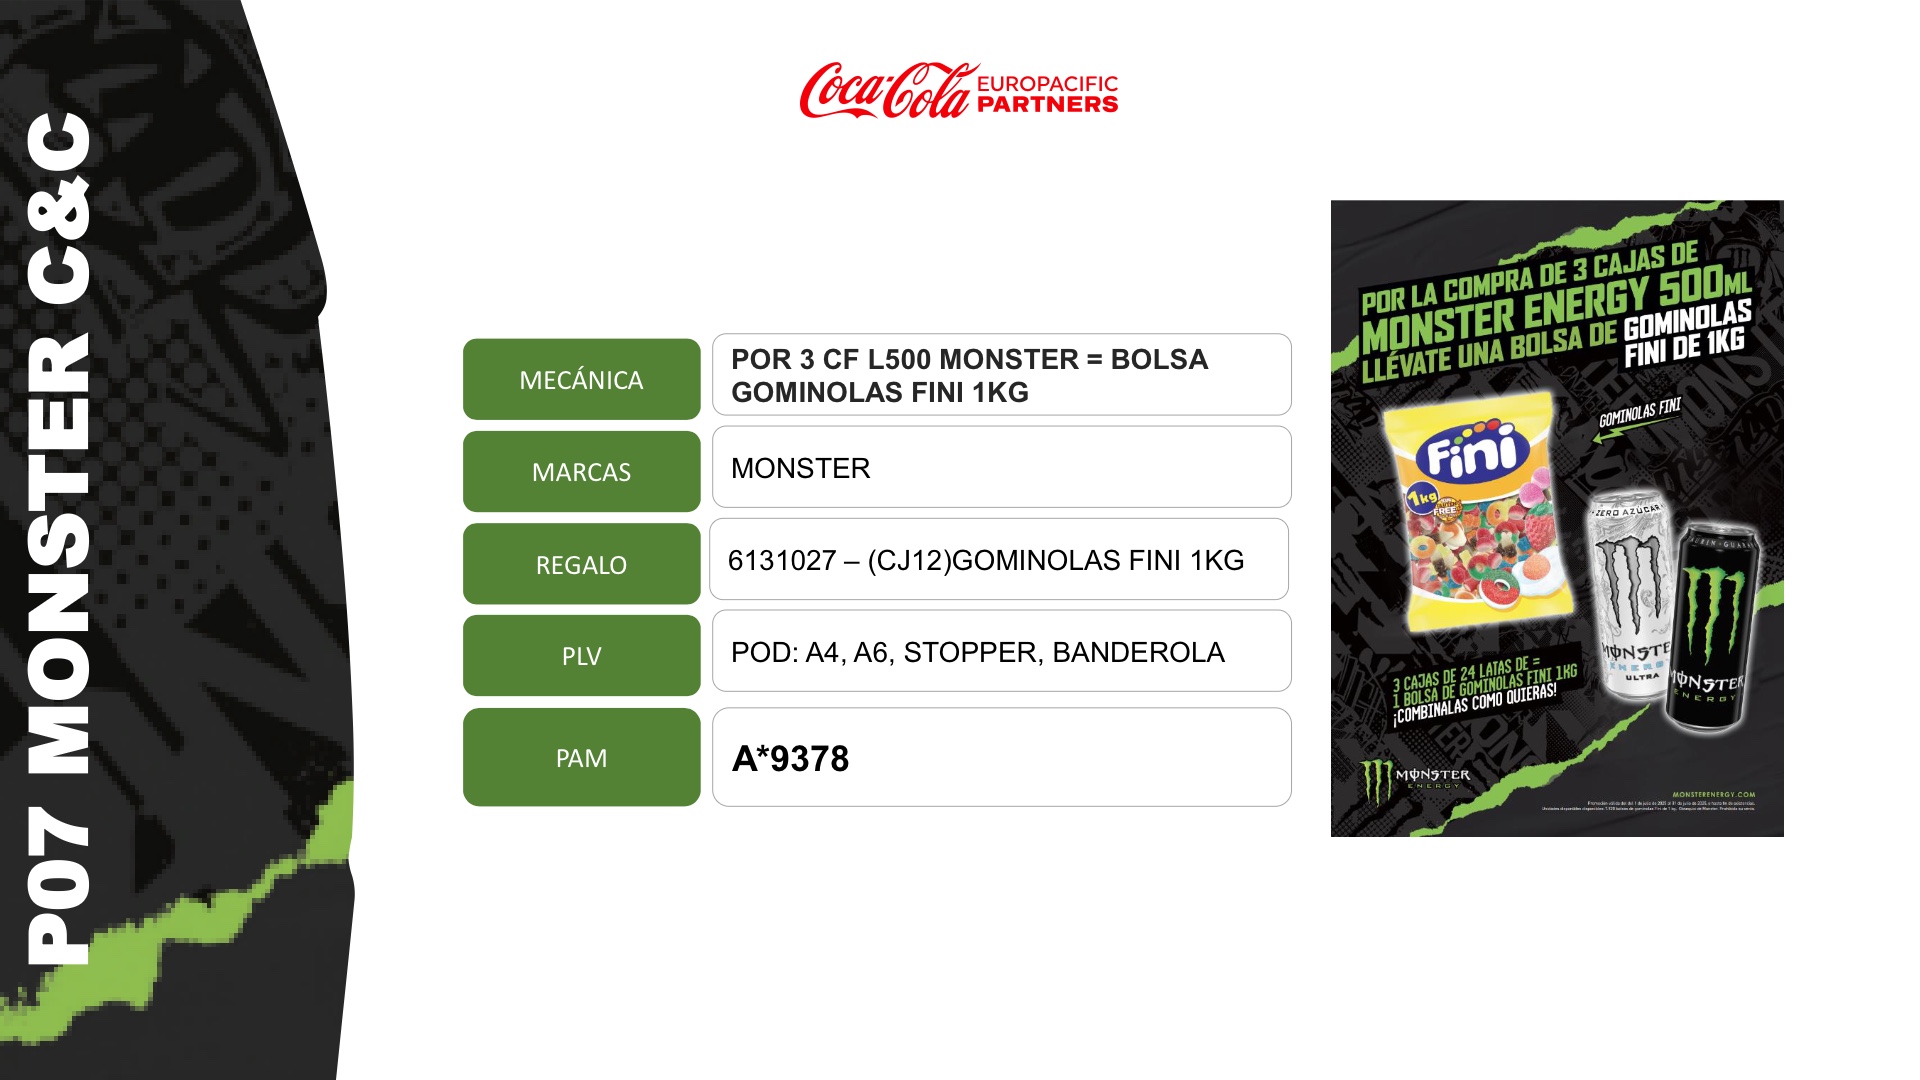 P07 MONSTER C&C
Coca-Cola EUROPACIFIC
PARTNERS
MECÁNICA
POR 3 CF L500 MONSTER = BOLSA
GOMINOLAS FINI 1KG
MARCAS
MONSTER
REGALO
6131027 – (CJ12)GOMINOLAS FINI 1KG
PLV
POD: A4, A6, STOPPER, BANDEROLA
PAM
A*9378
POR LA COMPRA DE 3 CAJAS DE
MONSTER ENERGY 500ML
LLÉVATE UNA BOLSA DE GOMINOLAS
FINI DE 1KG
GOMINOLAS FINI
Fini
1kg
FREE
ZERO AZÚCAR
MONSTER
ENERGY
ULTRA
MONSTER
ENERGY
3 CAJAS DE 24 LATAS DE =
1 BOLSA DE GOMINOLAS FINI 1KG
¡COMBINALAS COMO QUIERAS!
MONSTER
ENERGY
MONSTERENERGY.COM